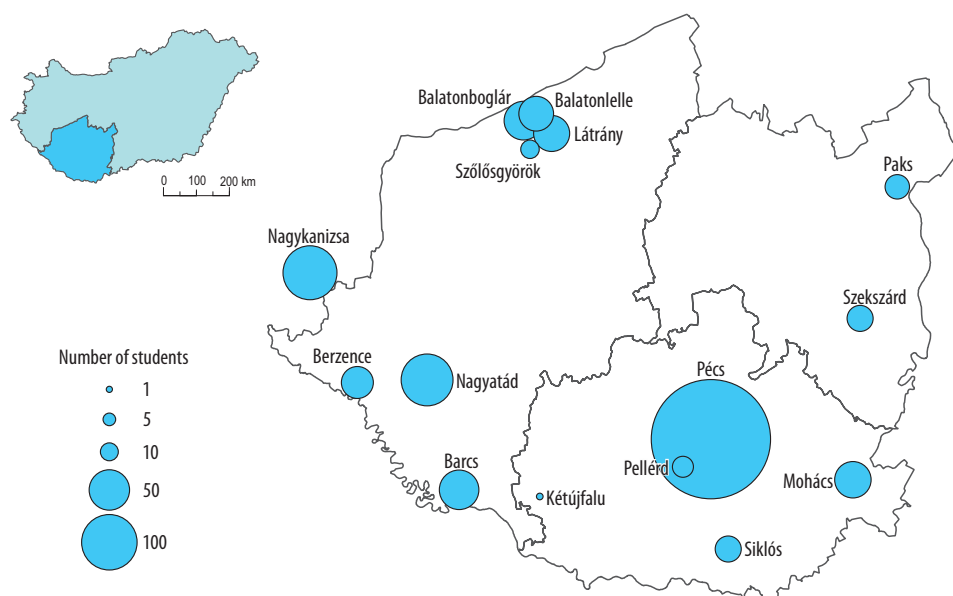 0 100 200 km
Balatonboglár
Balatonlelle
Látrány
Szőlősgyörök
Paks
Nagykanizsa
Szekszárd
Number of students
1
5
10
50
100
Berzence
Nagyatád
Pécs
Pellérd
Barcs
Kétújfalu
Mohács
Siklós